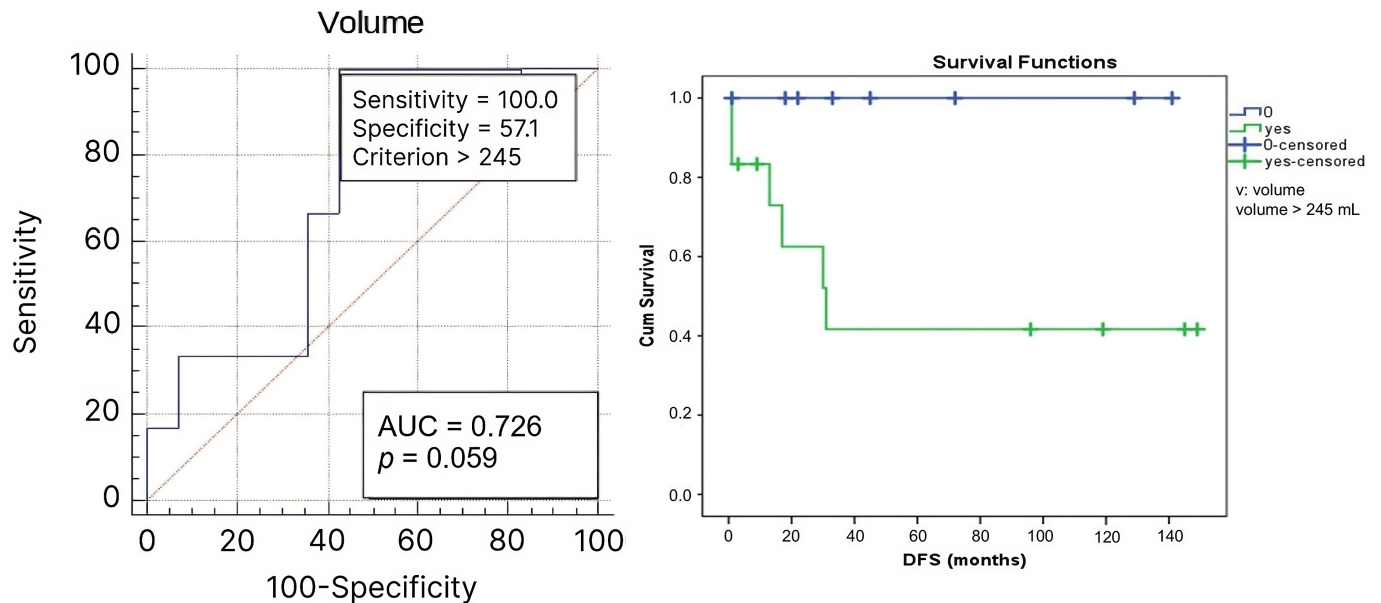 Volume
100
80
60
40
20
0
Sensitivity
Sensitivity = 100.0
Specificity = 57.1
Criterion > 245
AUC = 0.726
p = 0.059
0 20 40 60 80 100
100-Specificity
Survival Functions
1.0
0.8
0.6
0.4
0.2
0.0
Cum Survival
0 20 40 60 80 100 120 140
DFS (months)
0
yes
0-censored
yes-censored
v: volume
volume > 245 mL